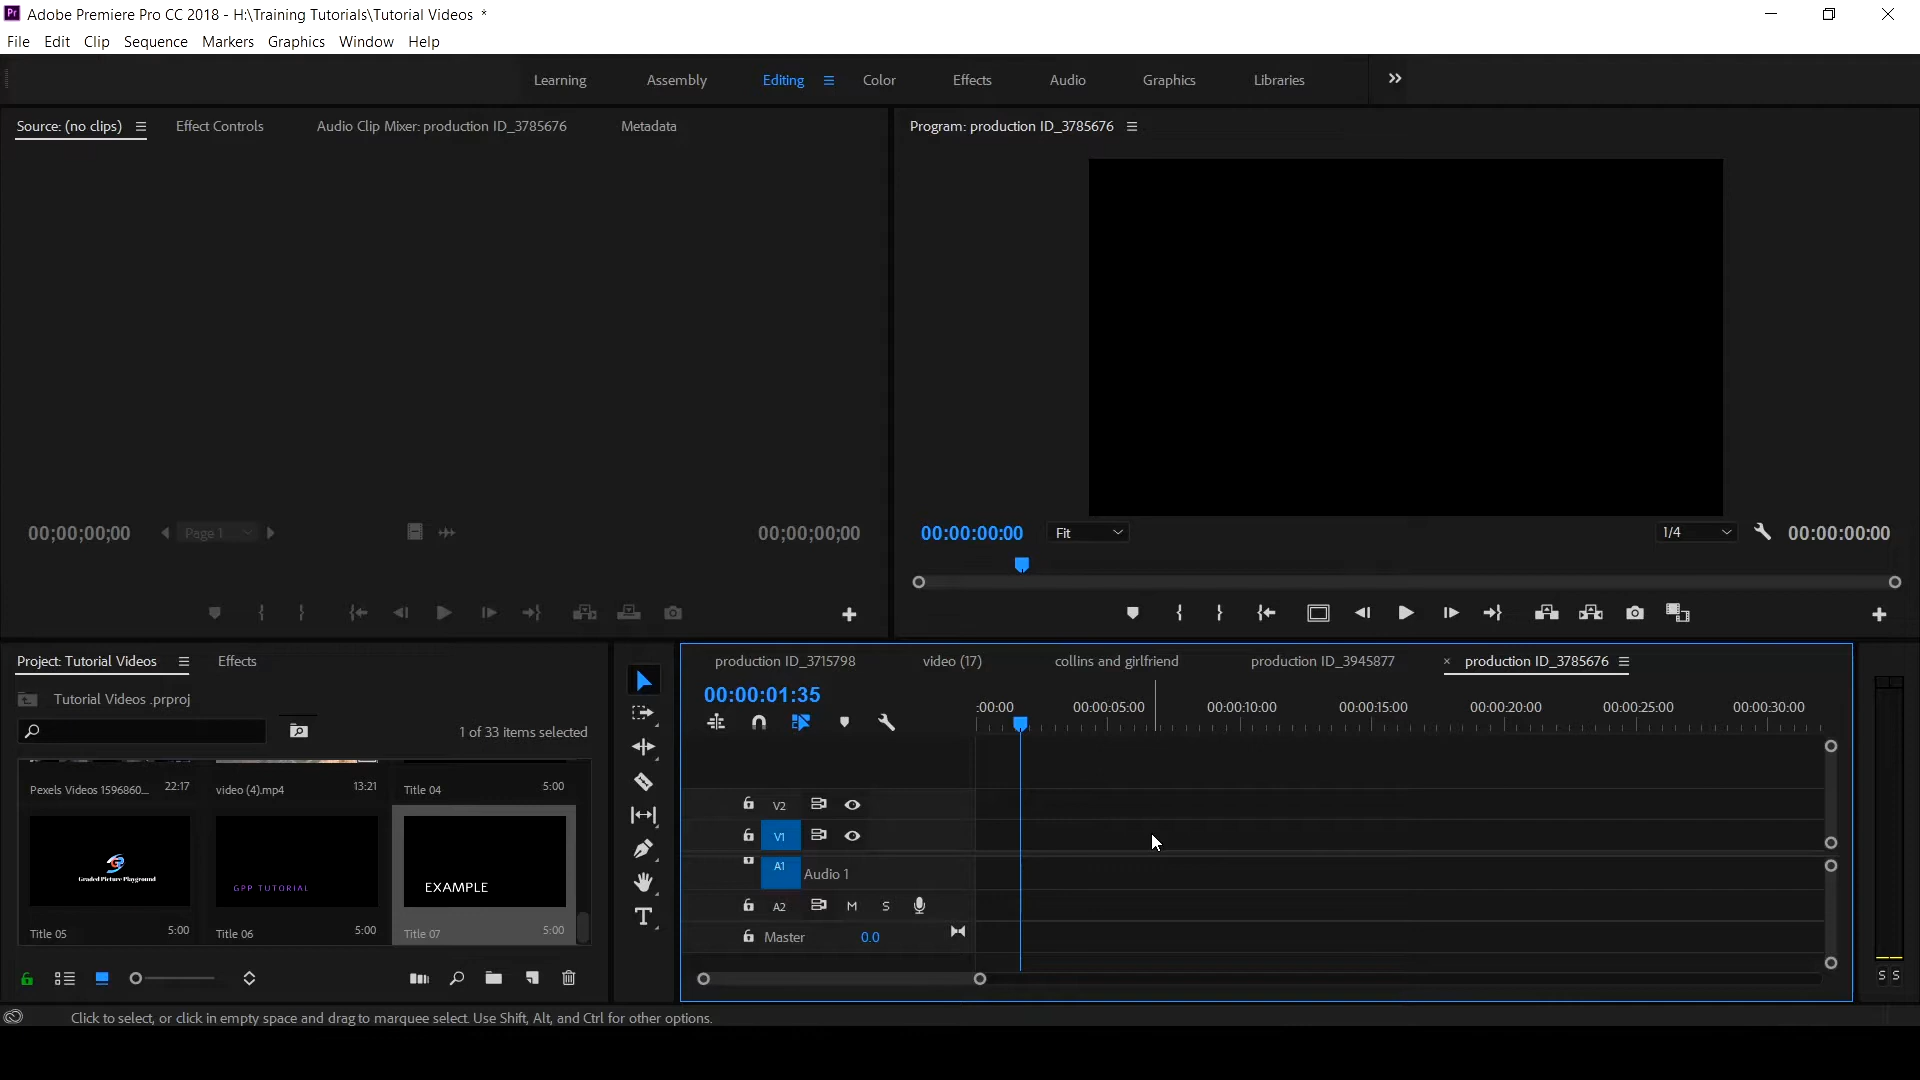 Adobe Premiere Pro CC 2018 - H:\Training Tutorials\Tutorial Videos *
File Edit Clip Sequence Markers Graphics Window Help
Learning Assembly Editing Color Effects Audio Graphics Libraries
Source: (no clips) Effect Controls Audio Clip Mixer: production ID_3785676 Metadata
Program: production ID_3785676
00;00;00;00 Page 1 00;00;00;00
00:00:00:00 Fit 1/4 00:00:00:00
Project: Tutorial Videos Effects
Tutorial Videos .prproj
1 of 33 items selected
Pexels Videos 1596860... 22:17 video (4).mp4 13:21 Title 04 5:00
Graded Picture Playground
GPP TUTORIAL
EXAMPLE
Title 05 5:00 Title 06 5:00 Title 07 5:00
production ID_3715798 video (17) collins and girlfriend production ID_3945877 × production ID_3785676
00:00:01:35
:00:00 00:00:05:00 00:00:10:00 00:00:15:00 00:00:20:00 00:00:25:00 00:00:30:00
V2
V1
A1 Audio 1
A2 M S
Master 0.0
S S
Click to select, or click in empty space and drag to marquee select. Use Shift, Alt, and Ctrl for other options.